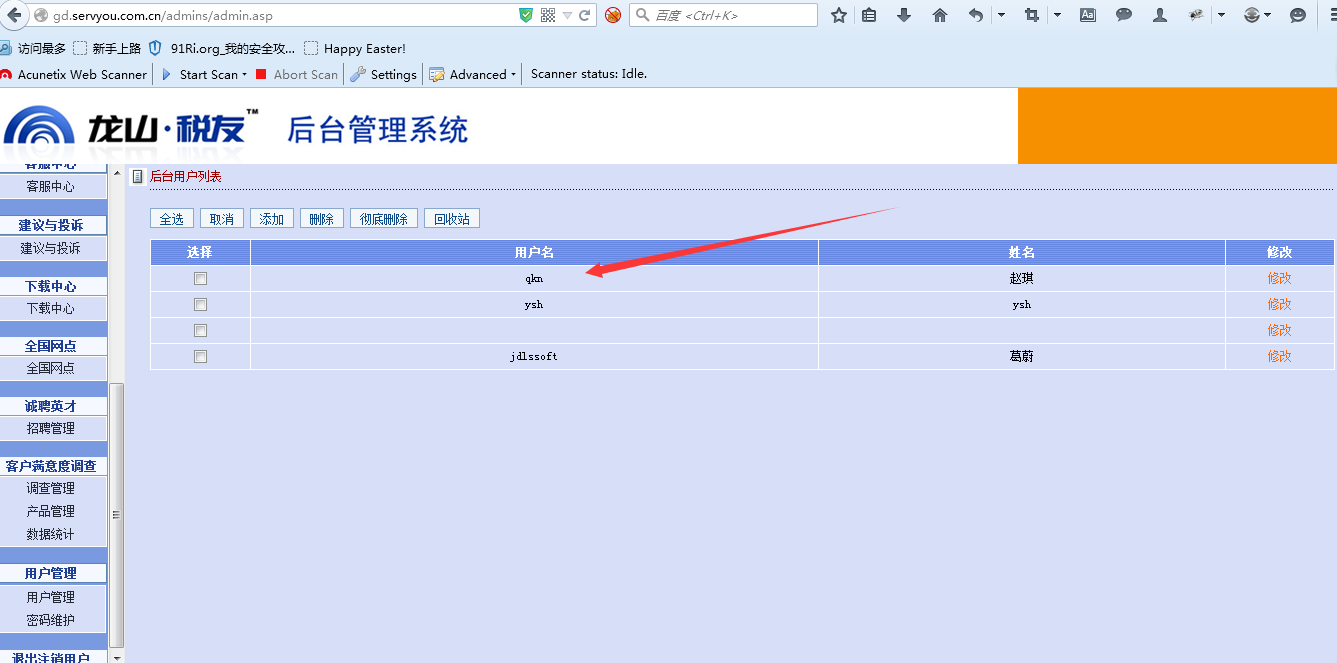 gd.servyou.com.cn/admins/admin.asp
百度 <Ctrl+K>
访问最多 新手上路 91Ri.org_我的安全攻... Happy Easter!
Acunetix Web Scanner Start Scan Abort Scan Settings Advanced Scanner status: Idle.
龙山·税友™ 后台管理系统
客服中心
客服中心
建议与投诉
建议与投诉
下载中心
下载中心
全国网点
全国网点
诚聘英才
招聘管理
客户满意度调查
调查管理
产品管理
数据统计
用户管理
用户管理
密码维护
退出注销用户
后台用户列表
全选 取消 添加 删除 彻底删除 回收站
选择 用户名 姓名 修改
qkn 赵琪 修改
ysh ysh 修改
修改
jdlssoft 葛蔚 修改